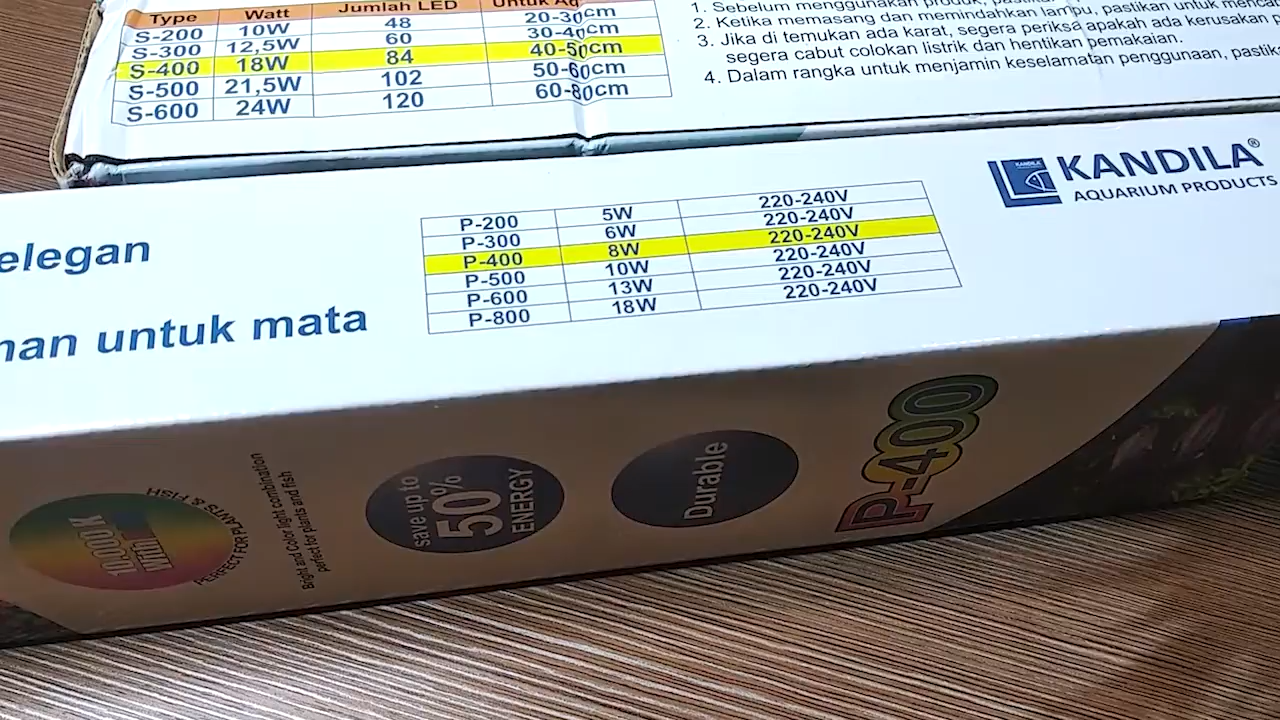 Type Watt Jumlah LED Untuk
S-200 10W 48 20-30cm
S-300 12,5W 60 30-40cm
S-400 18W 84 40-50cm
S-500 21,5W 102 50-60cm
S-600 24W 120 60-80cm
1. Sebelum menggunakan produk,
2. Ketika memasang dan memindahkan lampu, pastikan untuk
3. Jika di temukan ada karat, segera periksa apakah ada kerusakan
segera cabut colokan listrik dan hentikan pemakaian.
4. Dalam rangka untuk menjamin keselamatan penggunaan,
KANDILA®
AQUARIUM PRODUCTS
elegan
untuk mata
P-200 5W 220-240V
P-300 6W 220-240V
P-400 8W 220-240V
P-500 10W 220-240V
P-600 13W 220-240V
P-800 18W 220-240V
10.000 K
with
PERFECT FOR PLANTS & FISH
Bright and Color light combination
perfect for plants and fish
save up to
50%
ENERGY
Durable
P-400